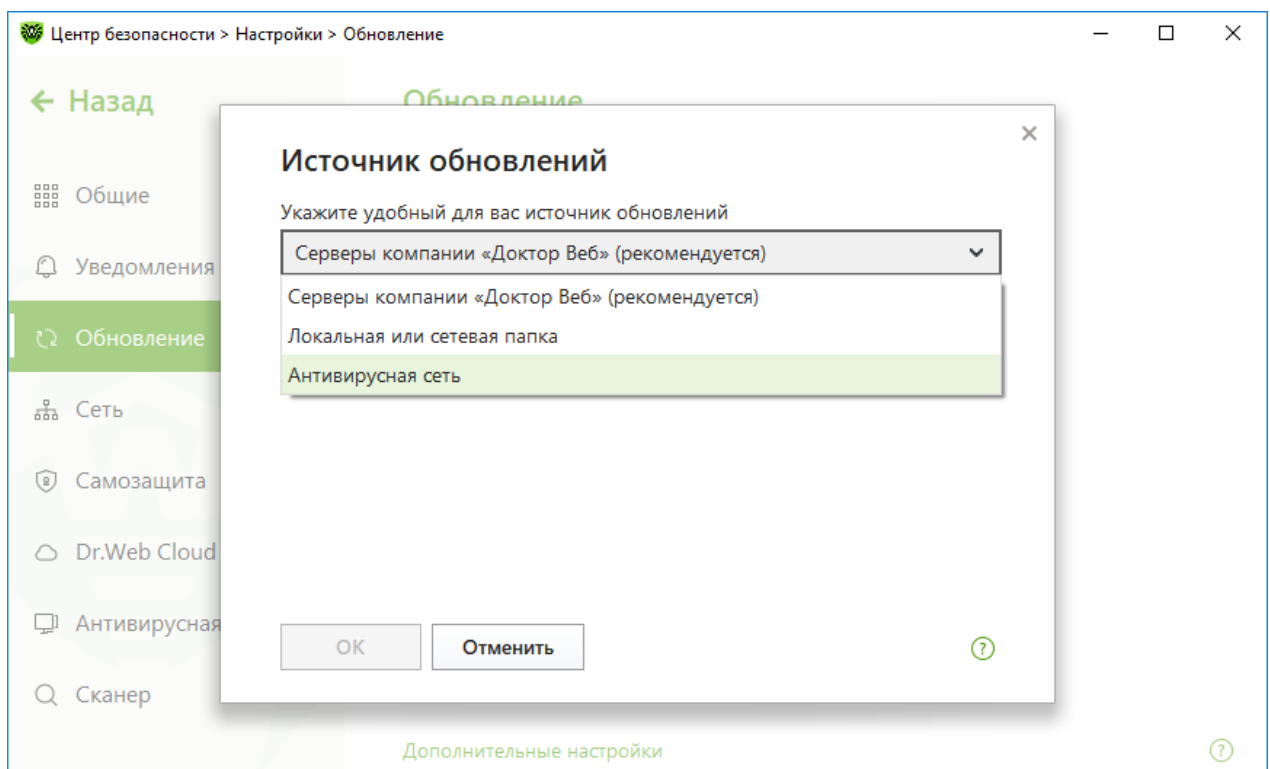 Центр безопасности > Настройки > Обновление
Назад
Обновление
Общие
Уведомления
Обновление
Сеть
Самозащита
Dr.Web Cloud
Антивирусная
Сканер
Источник обновлений
Укажите удобный для вас источник обновлений
Серверы компании «Доктор Веб» (рекомендуется)
Серверы компании «Доктор Веб» (рекомендуется)
Локальная или сетевая папка
Антивирусная сеть
ОК
Отменить
?
Дополнительные настройки
?